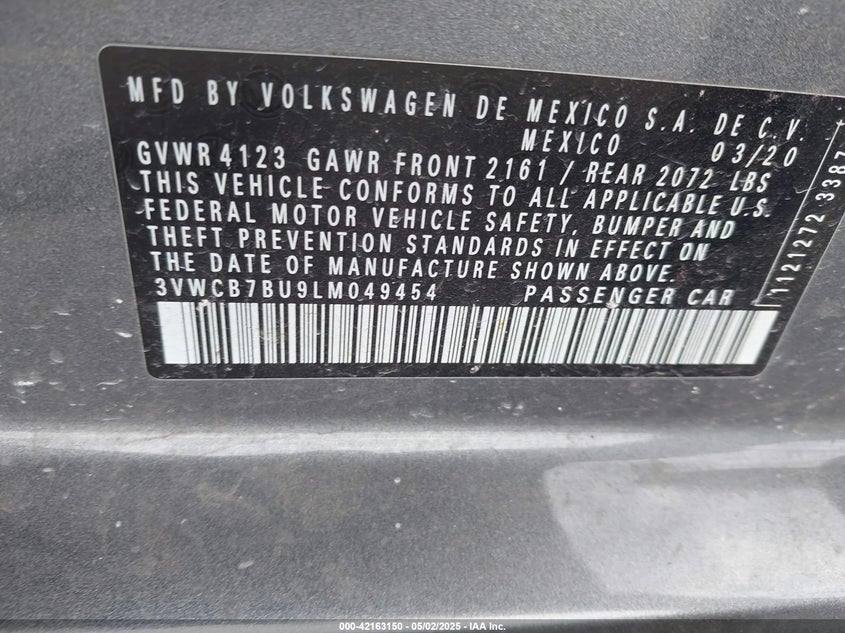 MFD BY VOLKSWAGEN DE MEXICO S.A. DE C.V.
MEXICO 03/20
GVWR 4123 GAWR FRONT 2161 / REAR 2072 LBS
THIS VEHICLE CONFORMS TO ALL APPLICABLE U.S.
FEDERAL MOTOR VEHICLE SAFETY, BUMPER AND
THEFT PREVENTION STANDARDS IN EFFECT ON
THE DATE OF MANUFACTURE SHOWN ABOVE.
3VWCB7BU9LM049454 PASSENGER CAR
1121272 3387
000-42163150 - 05/02/2025 - IAA Inc.